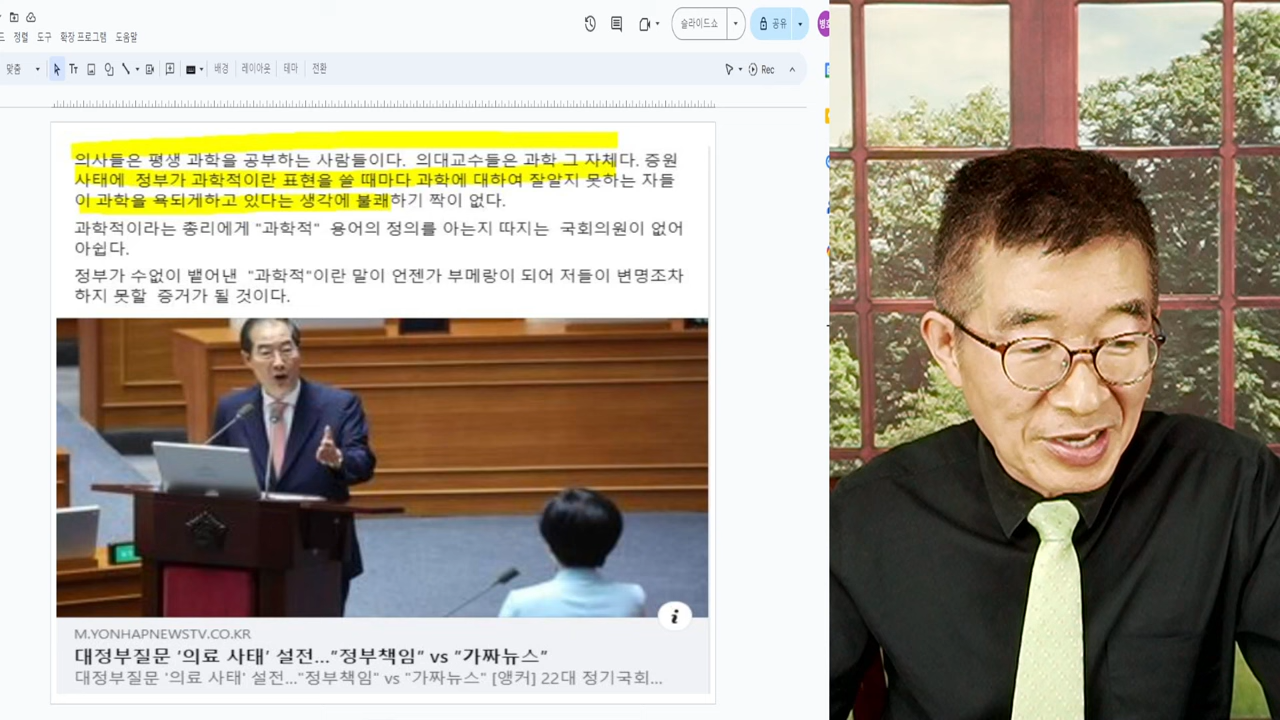 정렬 도구 확장 프로그램 도움말
슬라이드쇼
공유
맞춤
Tт
배경
레이아웃
테마
전환
Rec
의사들은 평생 과학을 공부하는 사람들이다. 의대교수들은 과학 그 자체다. 증원
사태에 정부가 과학적이란 표현을 쓸 때마다 과학에 대하여 잘알지 못하는 자들
이 과학을 욕되게하고 있다는 생각에 불쾌하기 짝이 없다.
과학적이라는 총리에게 "과학적" 용어의 정의를 아는지 따지는 국회의원이 없어
아쉽다.
정부가 수없이 뱉어낸 "과학적"이란 말이 언젠가 부메랑이 되어 저들이 변명조차
하지 못할 증거가 될 것이다.
i
M.YONHAPNEWSTV.CO.KR
대정부질문 '의료 사태' 설전…"정부책임" vs "가짜뉴스"
대정부질문 '의료 사태' 설전..."정부책임" vs "가짜뉴스" [앵커] 22대 정기국회...